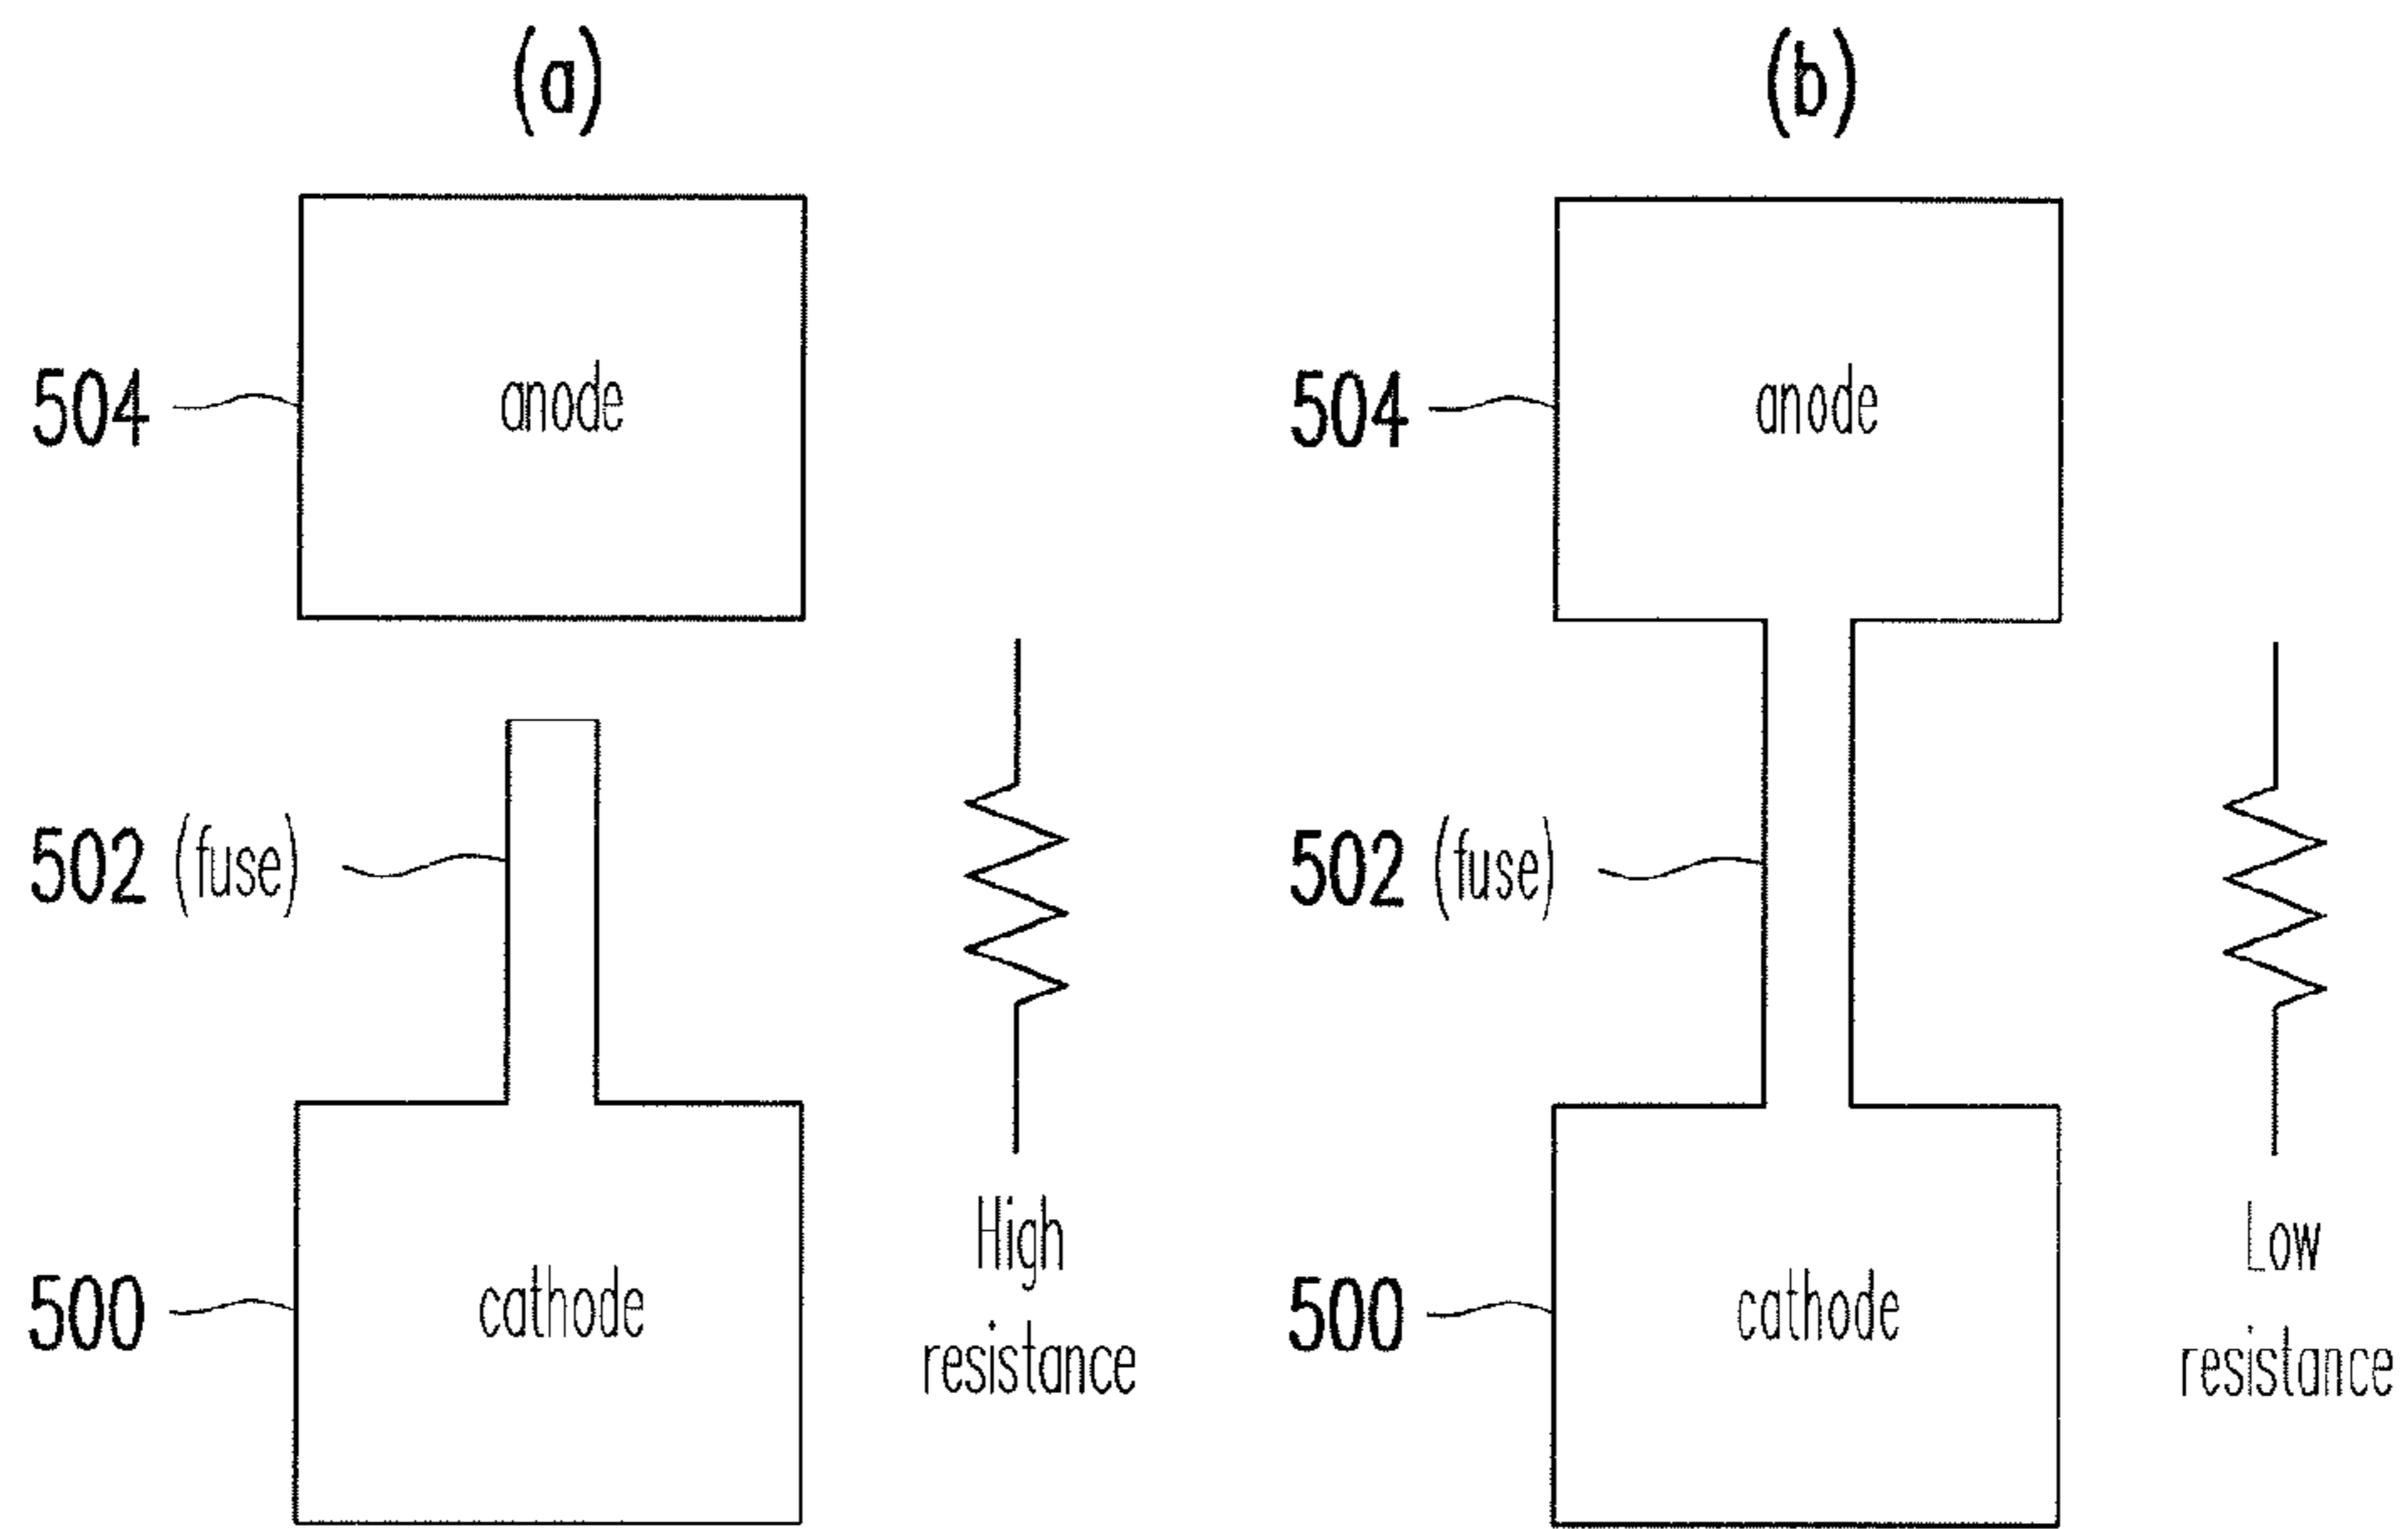 (a)
504
anode
502 (fuse)
500
cathode
High
resistance
(b)
504
anode
502 (fuse)
500
cathode
Low
resistance